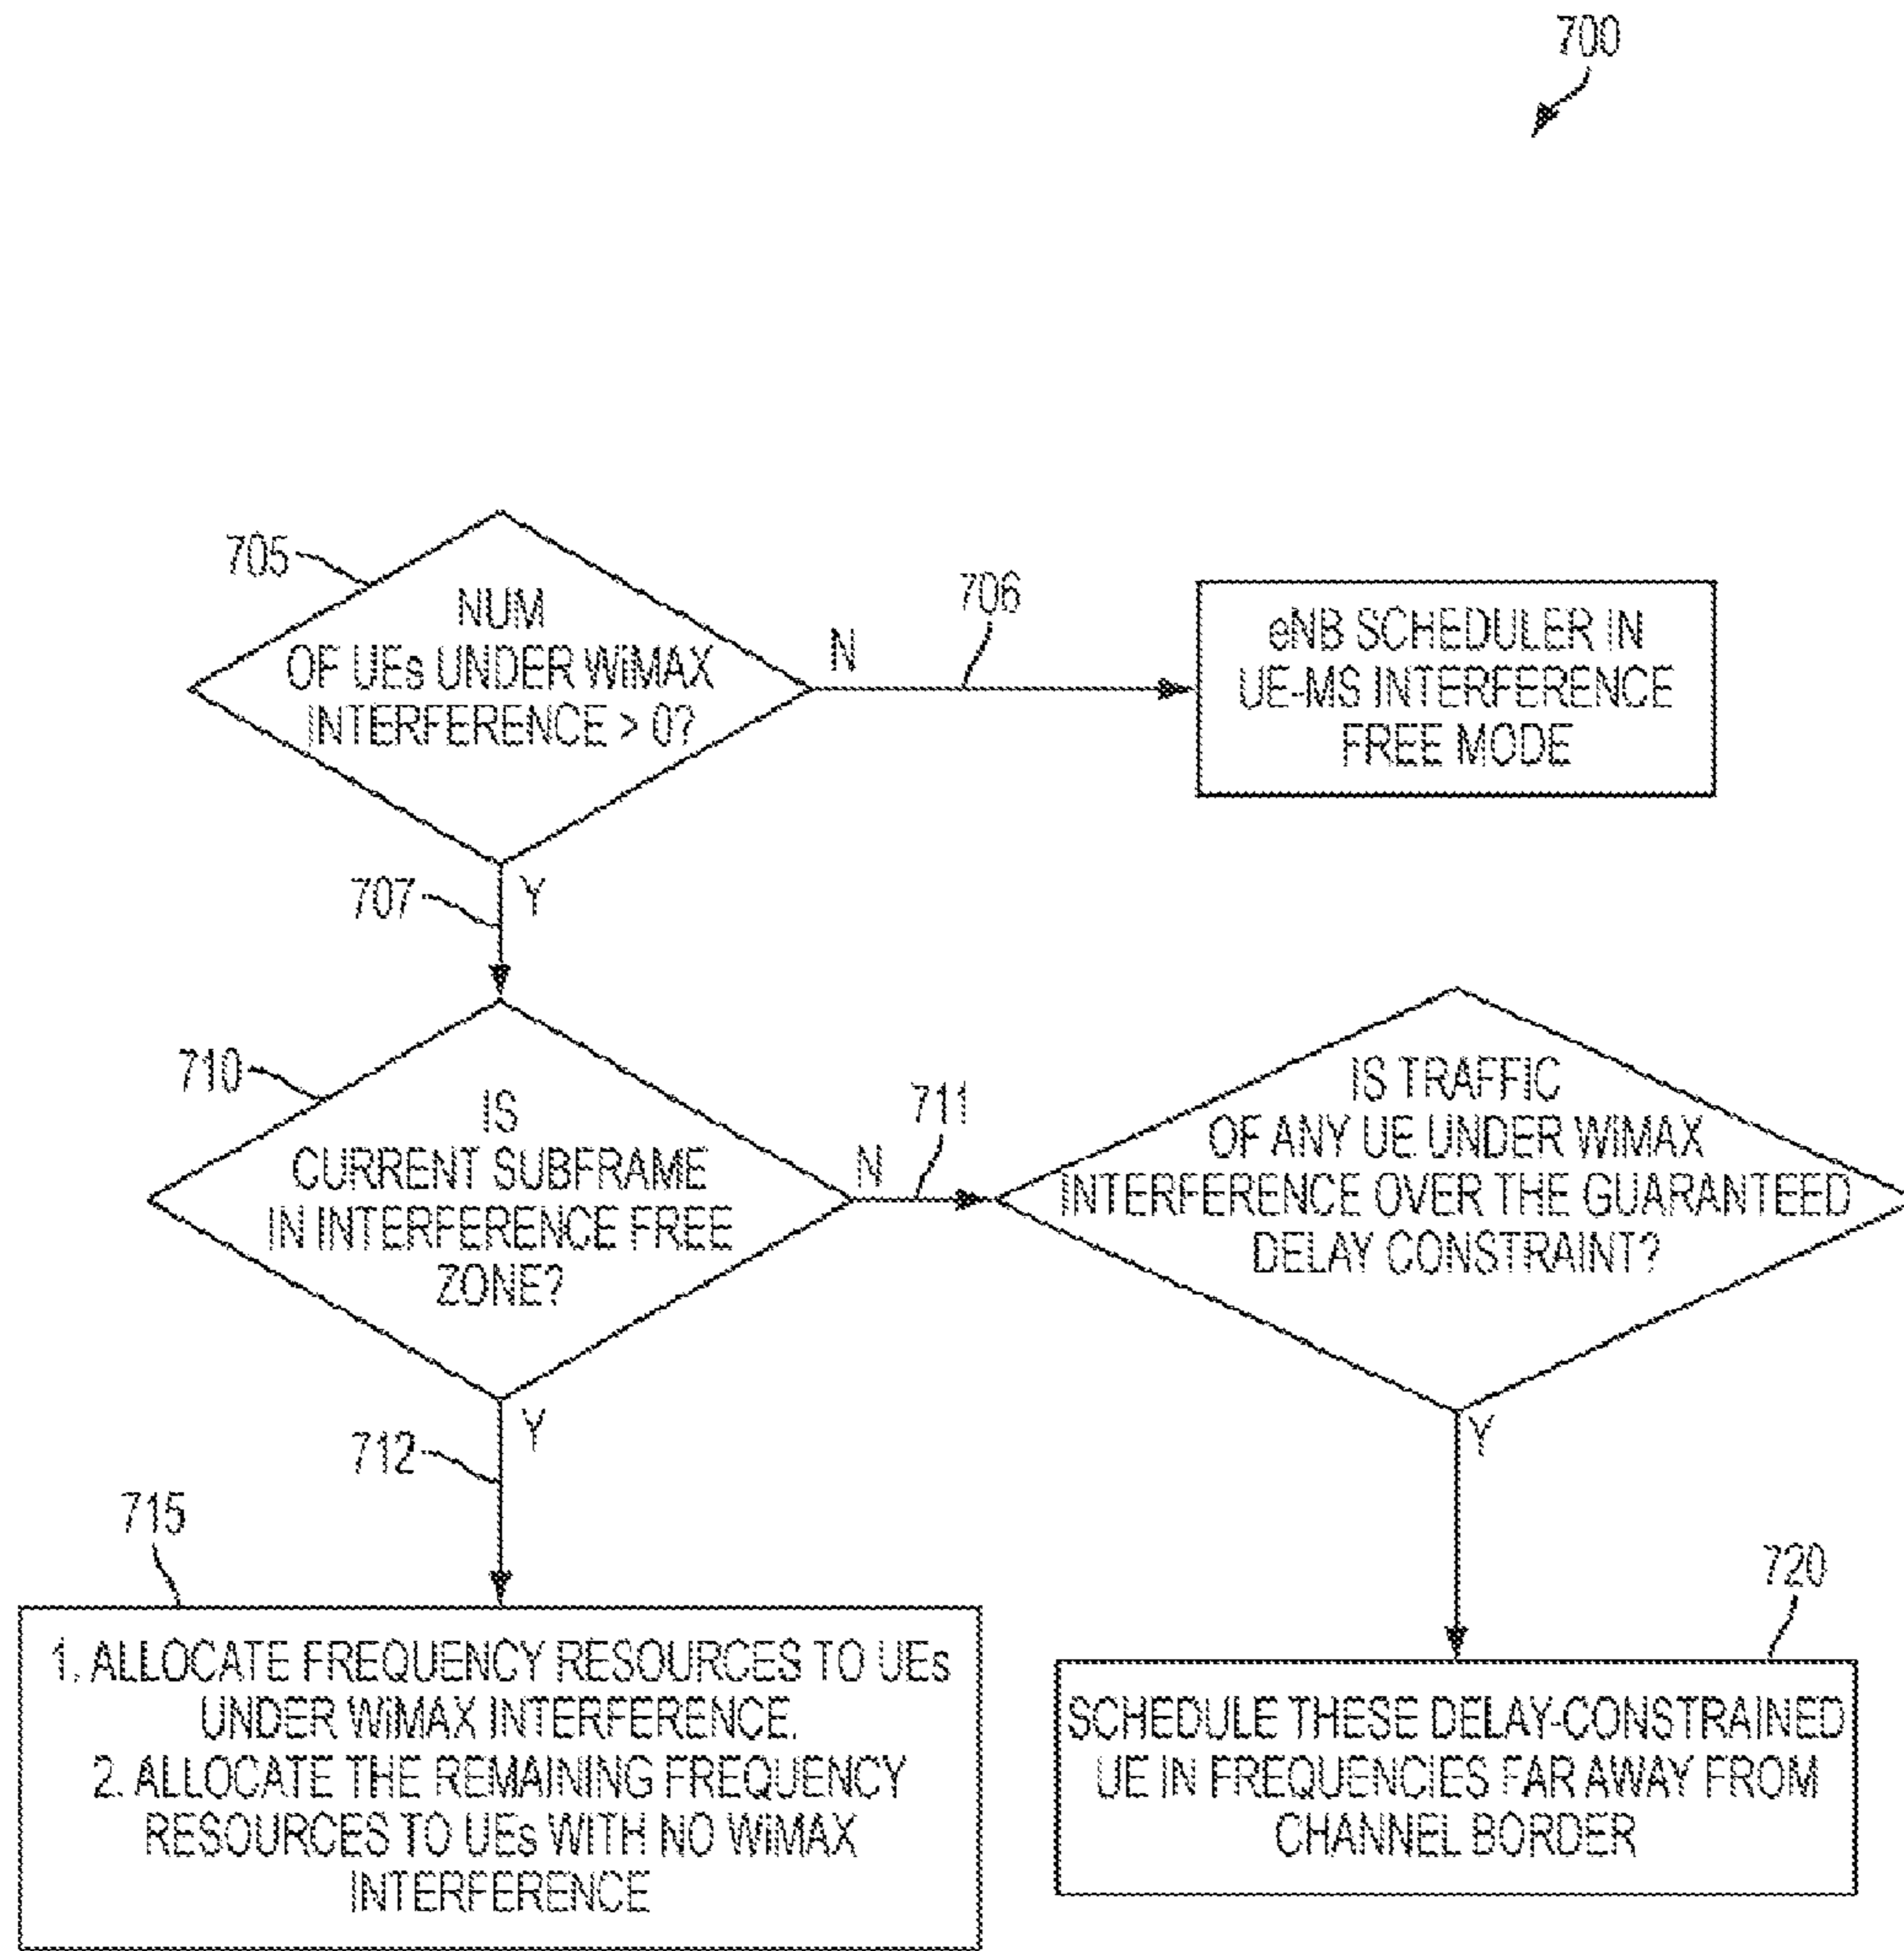 700
705
NUM
OF UEs UNDER WiMAX
INTERFERENCE > 0?
N
706
eNB SCHEDULER IN
UE-MS INTERFERENCE
FREE MODE
707
Y
710
IS
CURRENT SUBFRAME
IN INTERFERENCE FREE
ZONE?
N
711
IS TRAFFIC
OF ANY UE UNDER WiMAX
INTERFERENCE OVER THE GUARANTEED
DELAY CONSTRAINT?
712
Y
Y
715
1. ALLOCATE FREQUENCY RESOURCES TO UEs
UNDER WiMAX INTERFERENCE.
2. ALLOCATE THE REMAINING FREQUENCY
RESOURCES TO UEs WITH NO WiMAX
INTERFERENCE
720
SCHEDULE THESE DELAY-CONSTRAINED
UE IN FREQUENCIES FAR AWAY FROM
CHANNEL BORDER